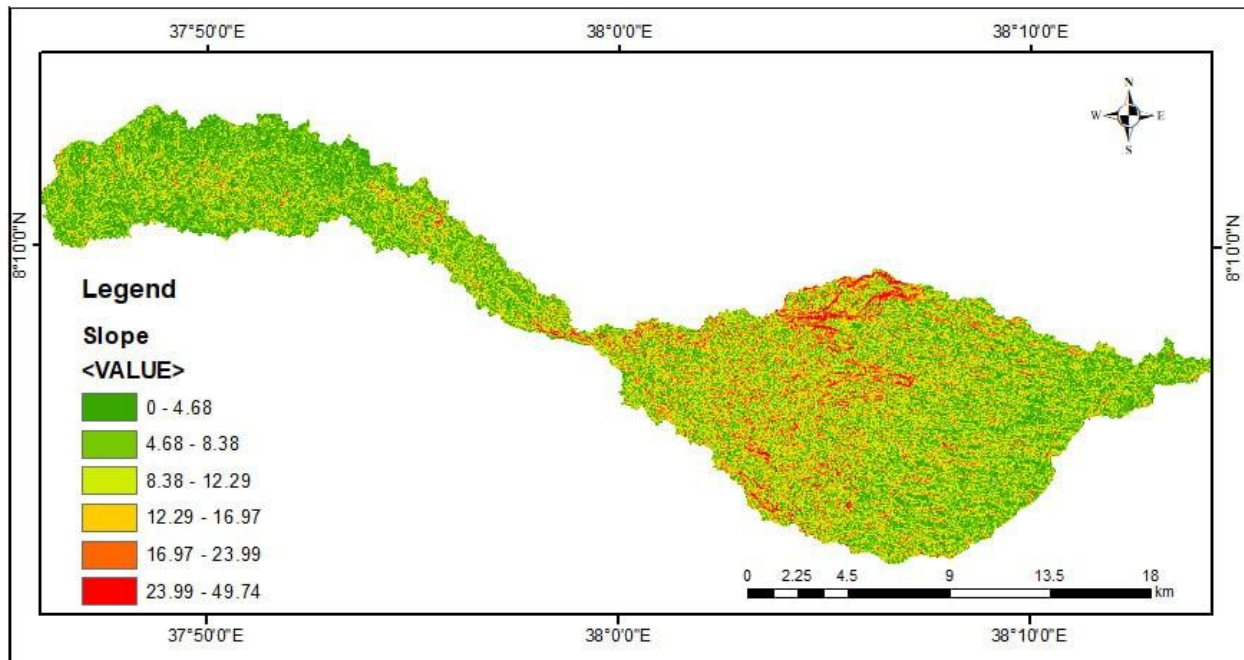 37°50'0"E 38°0'0"E 38°10'0"E
N
W E
S
8°10'0"N 8°10'0"N
Legend
Slope
<VALUE>
0 - 4.68
4.68 - 8.38
8.38 - 12.29
12.29 - 16.97
16.97 - 23.99
23.99 - 49.74
0 2.25 4.5 9 13.5 18
km
37°50'0"E 38°0'0"E 38°10'0"E